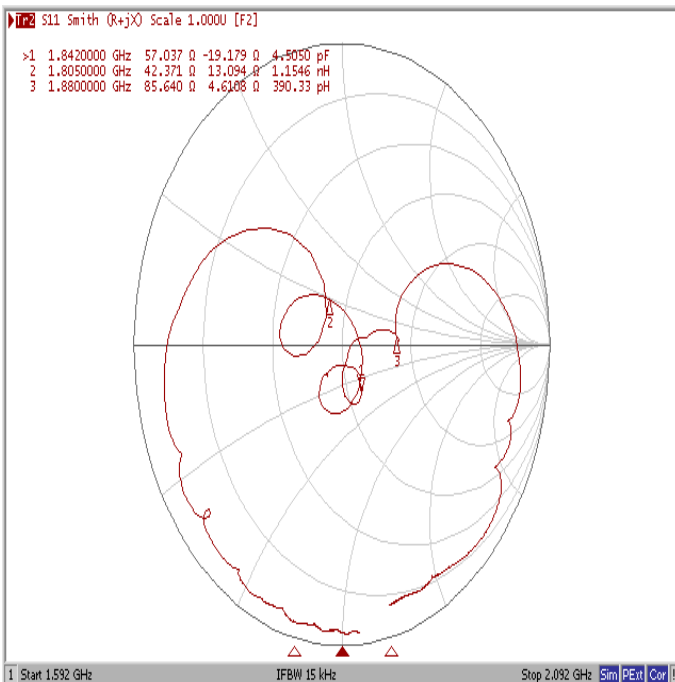 Tr2 S11 Smith (R+jX) Scale 1.000U [F2]
>1 1.8420000 GHz 57.037 Ω -19.179 Ω 4.5050 pF
2 1.8050000 GHz 42.371 Ω 13.094 Ω 1.1546 nH
3 1.8800000 GHz 85.640 Ω 4.6108 Ω 390.33 pH
2
3
1 Start 1.592 GHz IFBW 15 kHz Stop 2.092 GHz Sim PExt Cor !